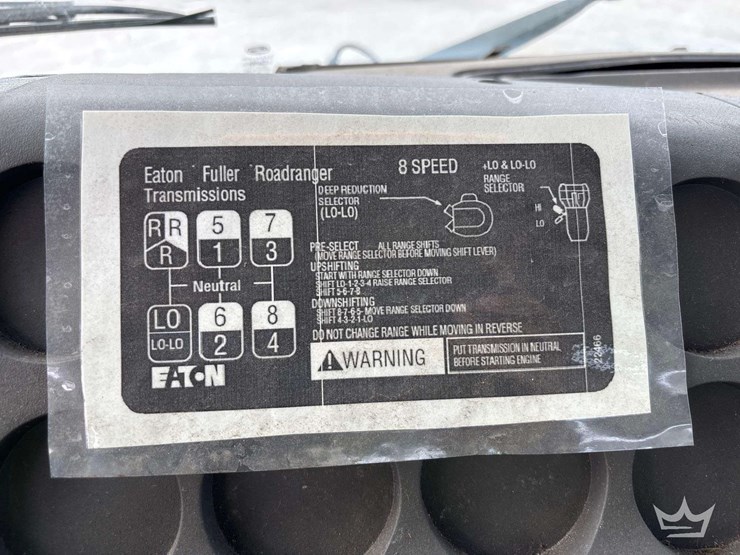 Eaton Fuller Roadranger
Transmissions
8 SPEED
+LO & LO-LO
RANGE
SELECTOR
HI
LO
DEEP REDUCTION
SELECTOR
(LO-LO)
R R
R
5
1
7
3
Neutral
LO
LO-LO
6
2
8
4
EATON
PRE-SELECT ALL RANGE SHIFTS
(MOVE RANGE SELECTOR BEFORE MOVING SHIFT LEVER)
UPSHIFTING
START WITH RANGE SELECTOR DOWN
SHIFT LO-1-2-3-4 RAISE RANGE SELECTOR
SHIFT 5-6-7-8
DOWNSHIFTING
SHIFT 8-7-6-5- MOVE RANGE SELECTOR DOWN
SHIFT 4-3-2-1-LO
DO NOT CHANGE RANGE WHILE MOVING IN REVERSE
WARNING
PUT TRANSMISSION IN NEUTRAL
BEFORE STARTING ENGINE